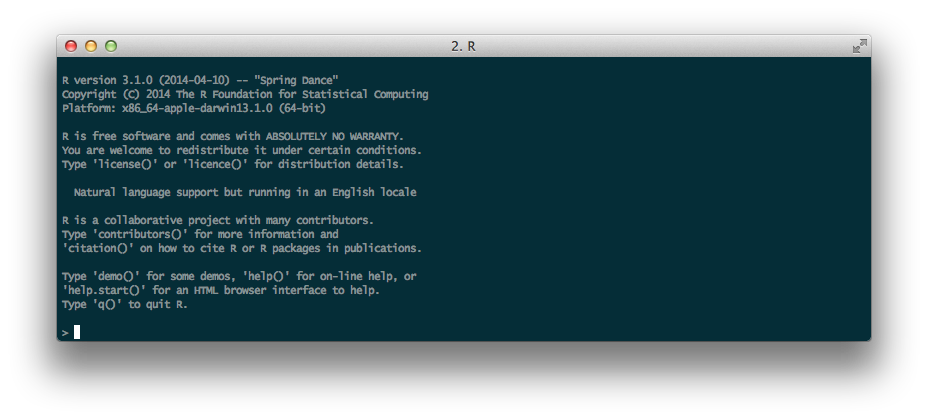 2. R
R version 3.1.0 (2014-04-10) -- "Spring Dance"
Copyright (C) 2014 The R Foundation for Statistical Computing
Platform: x86_64-apple-darwin13.1.0 (64-bit)
R is free software and comes with ABSOLUTELY NO WARRANTY.
You are welcome to redistribute it under certain conditions.
Type 'license()' or 'licence()' for distribution details.
Natural language support but running in an English locale
R is a collaborative project with many contributors.
Type 'contributors()' for more information and
'citation()' on how to cite R or R packages in publications.
Type 'demo()' for some demos, 'help()' for on-line help, or
'help.start()' for an HTML browser interface to help.
Type 'q()' to quit R.
>